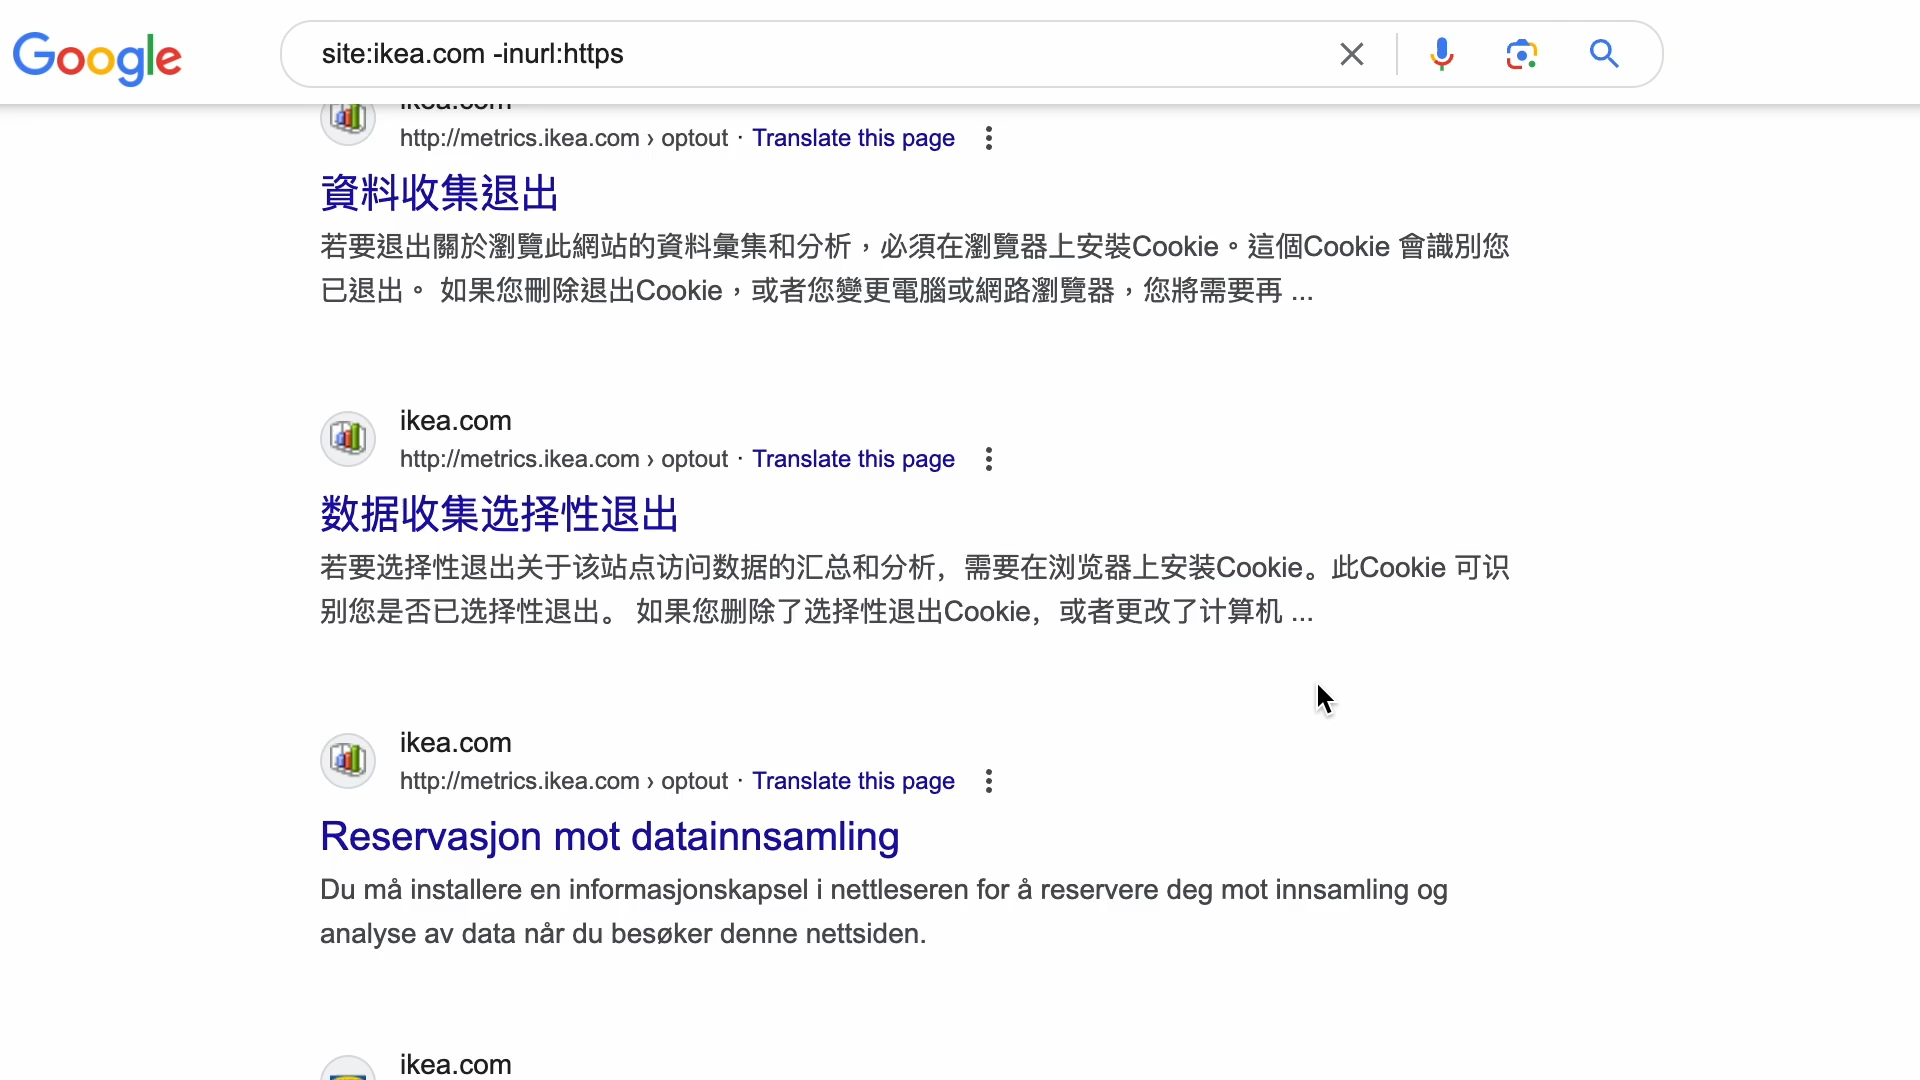 Google
site:ikea.com -inurl:https
ikea.com
http://metrics.ikea.com › optout · Translate this page
資料收集退出
若要退出關於瀏覽此網站的資料彙集和分析，必須在瀏覽器上安裝Cookie。這個Cookie 會識別您
已退出。 如果您刪除退出Cookie，或者您變更電腦或網路瀏覽器，您將需要再 ...
ikea.com
http://metrics.ikea.com › optout · Translate this page
数据收集选择性退出
若要选择性退出关于该站点访问数据的汇总和分析，需要在浏览器上安装Cookie。此Cookie 可识
别您是否已选择性退出。 如果您删除了选择性退出Cookie，或者更改了计算机 ...
ikea.com
http://metrics.ikea.com › optout · Translate this page
Reservasjon mot datainnsamling
Du må installere en informasjonskapsel i nettleseren for å reservere deg mot innsamling og
analyse av data når du besøker denne nettsiden.
ikea.com